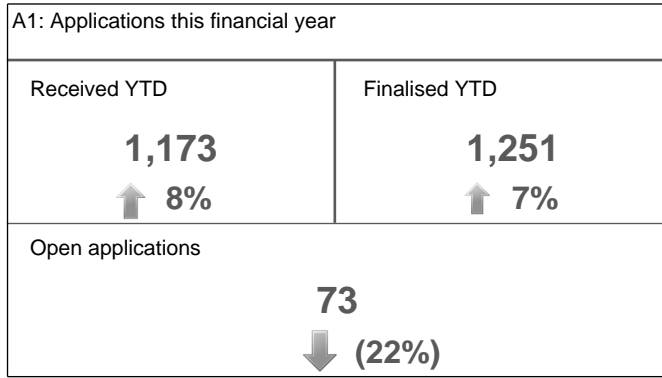 A1: Applications this financial year
Received YTD
1,173
8%
Finalised YTD
1,251
7%
Open applications
73
(22%)